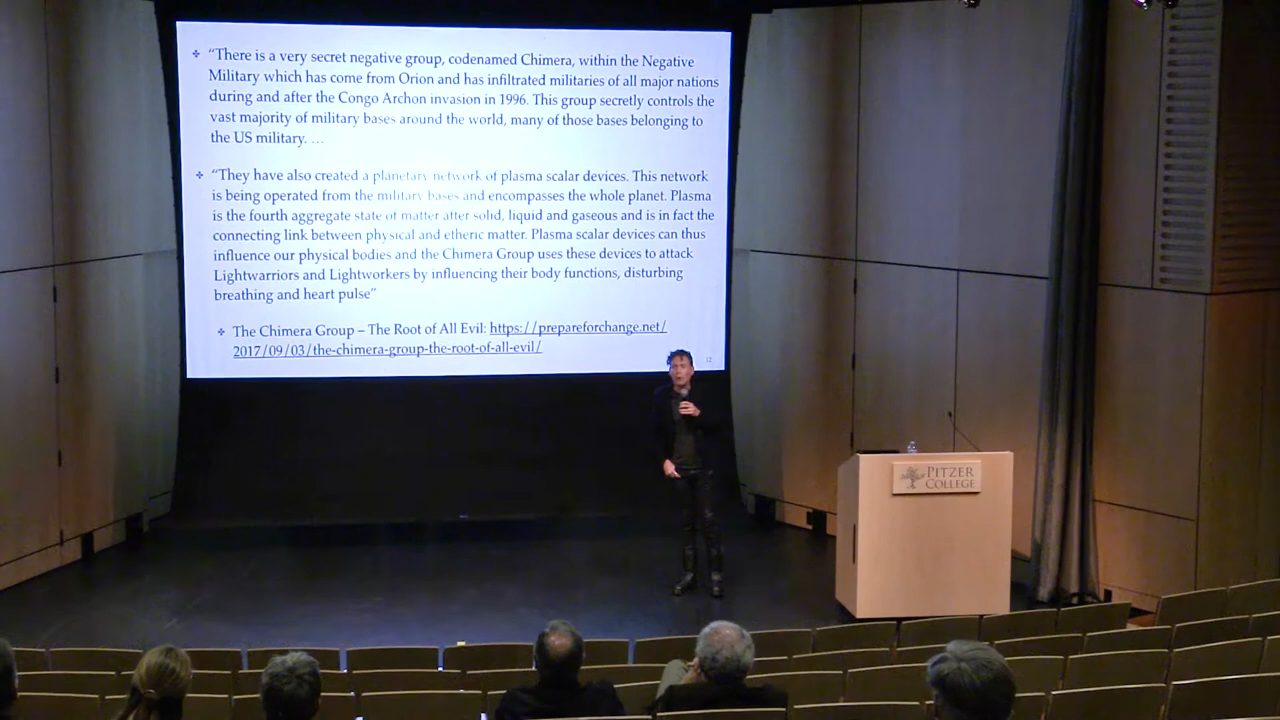 ❖ “There is a very secret negative group, codenamed Chimera, within the Negative
Military which has come from Orion and has infiltrated militaries of all major nations
during and after the Congo Archon invasion in 1996. This group secretly controls the
vast majority of military bases around the world, many of those bases belonging to
the US military. …
❖ “They have also created a planetary network of plasma scalar devices. This network
is being operated from the military bases and encompasses the whole planet. Plasma
is the fourth aggregate state of matter after solid, liquid and gaseous and is in fact the
connecting link between physical and etheric matter. Plasma scalar devices can thus
influence our physical bodies and the Chimera Group uses these devices to attack
Lightwarriors and Lightworkers by influencing their body functions, disturbing
breathing and heart pulse”
❖ The Chimera Group – The Root of All Evil: https://prepareforchange.net/
2017/09/03/the-chimera-group-the-root-of-all-evil/
12
PITZER
COLLEGE